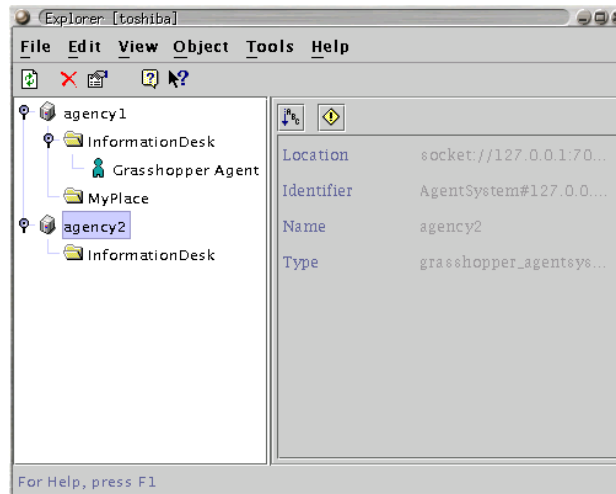 Explorer [toshiba]
File Edit View Object Tools Help
agency1
InformationDesk
Grasshopper Agent
MyPlace
agency2
InformationDesk
Location socket://127.0.0.1:70...
Identifier AgentSystem#127.0.0....
Name agency2
Type grasshopper_agentsys...
For Help, press F1